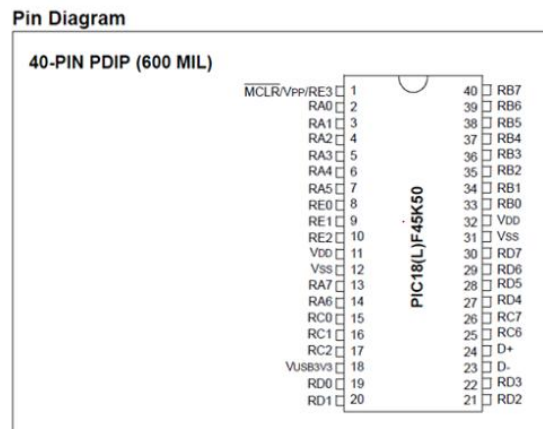 Pin Diagram
40-PIN PDIP (600 MIL)
MCLR/VPP/RE3 1 40 RB7
RA0 2 39 RB6
RA1 3 38 RB5
RA2 4 37 RB4
RA3 5 36 RB3
RA4 6 35 RB2
RA5 7 34 RB1
RE0 8 33 RB0
RE1 9 32 VDD
RE2 10 31 VSS
VDD 11 30 RD7
VSS 12 29 RD6
RA7 13 28 RD5
RA6 14 27 RD4
RC0 15 26 RC7
RC1 16 25 RC6
RC2 17 24 D+
VUSB3V3 18 23 D-
RD0 19 22 RD3
RD1 20 21 RD2
PIC18(L)F45K50